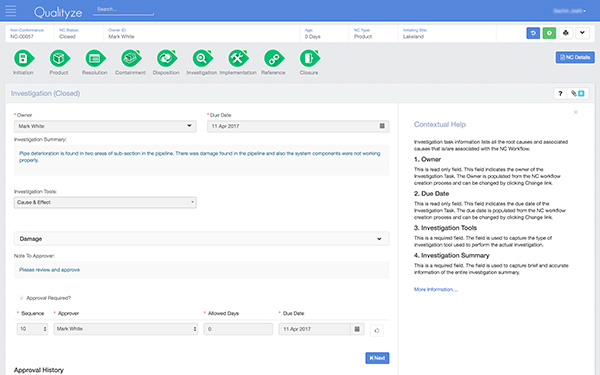 Qualityze
Search...
Non-Conformance: NC Status: Owner ID: Age: NC Type: Initiating Site:
NC-00057 Closed Mark White 0 Days Product Lakeland
Initiation Product Resolution Containment Disposition Investigation Implementation Reference Closure
NC Details
Investigation (Closed)
?
* Owner * Due Date
Mark White 11 Apr 2017
Investigation Summary:
Pipe deterioration is found in two areas of sub-section in the pipeline. There was damage found in the pipeline and also the system components were not working
properly.
Investigation Tools:
Cause & Effect
Damage
Note To Approver:
Please review and approve
Approval Required?
* Sequence * Approver * Allowed Days * Due Date
10 Mark White 0 11 Apr 2017
Next
Approval History
Contextual Help
Investigation task information lists all the root causes and associated
causes that is/are associated with the NC Workflow.
1. Owner
This is read only field. This field indicates the owner of the
Investigation Task. The Owner is populated from the NC workflow
creation process and can be changed by clicking Change link.
2. Due Date
This is read only field. This field indicates the due date of the
Investigation Task. The due date is populated from the NC workflow
creation process and can be changed by clicking Change link.
3. Investigation Tools
This is a required field. The field is used to capture the type of
investigation tool used to perform the actual investigation.
4. Investigation Summary
This is a required field. The field is used to capture brief and accurate
information of the entire investigation summary.
More Information...